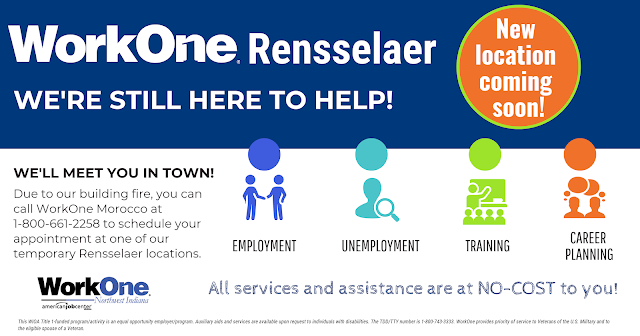 WorkOne. Rensselaer
New
location
coming
soon!
WE'RE STILL HERE TO HELP!
WE'LL MEET YOU IN TOWN!
Due to our building fire, you can
call WorkOne Morocco at
1-800-661-2258 to schedule your
appointment at one of our
temporary Rensselaer locations.
EMPLOYMENT
UNEMPLOYMENT
TRAINING
CAREER
PLANNING
WorkOne.
Northwest Indiana
americanjobcenter
All services and assistance are at NO-COST to you!
This WIOA Title 1-funded program/activity is an equal opportunity employer/program. Auxiliary aids and services are available upon request to individuals with disabilities. The TDD/TTY number is 1-800-743-3333. WorkOne provides priority of service to Veterans of the U.S. Military and to
the eligible spouse of a Veteran.